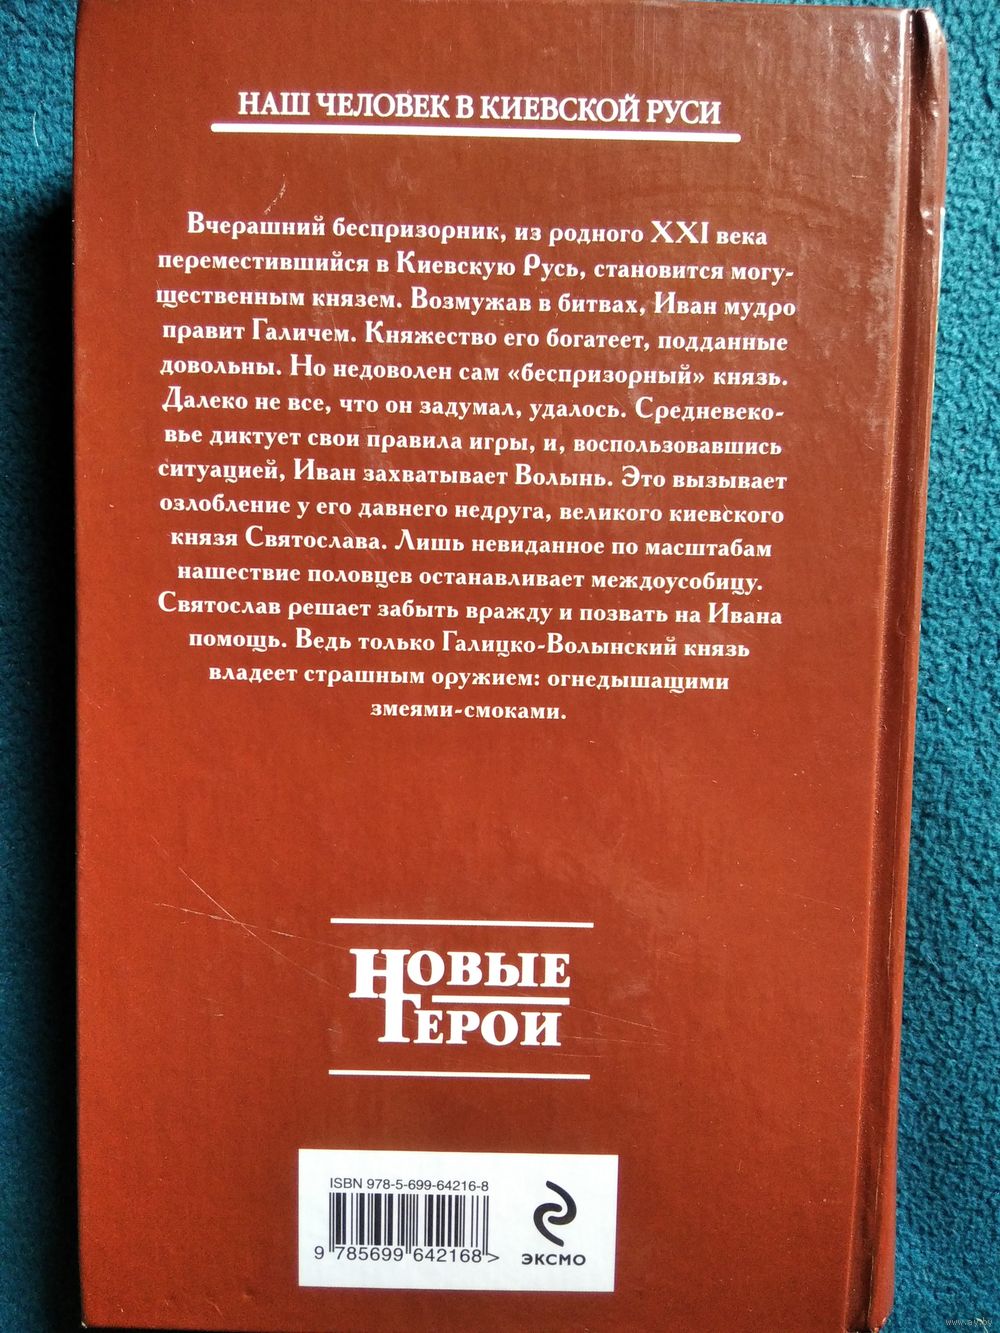 НАШ ЧЕЛОВЕК В КИЕВСКОЙ РУСИ
Вчерашний беспризорник, из родного XXI века
переместившийся в Киевскую Русь, становится могу-
щественным князем. Возмужав в битвах, Иван мудро
правит Галичем. Княжество его богатеет, подданные
довольны. Но недоволен сам «беспризорный» князь.
Далеко не все, что он задумал, удалось. Средневеко-
вье диктует свои правила игры, и, воспользовавшись
ситуацией, Иван захватывает Волынь. Это вызывает
озлобление у его давнего недруга, великого киевского
князя Святослава. Лишь невиданное по масштабам
нашествие половцев останавливает междоусобицу.
Святослав решает забыть вражду и позвать на Ивана
помощь. Ведь только Галицко-Волынский князь
владеет страшным оружием: огнедышащими
змеями-смоками.
НОВЫЕ
ГЕРОИ
ISBN 978-5-699-64216-8
9 785699 642168 >
ЭКСМО
www.ay.by